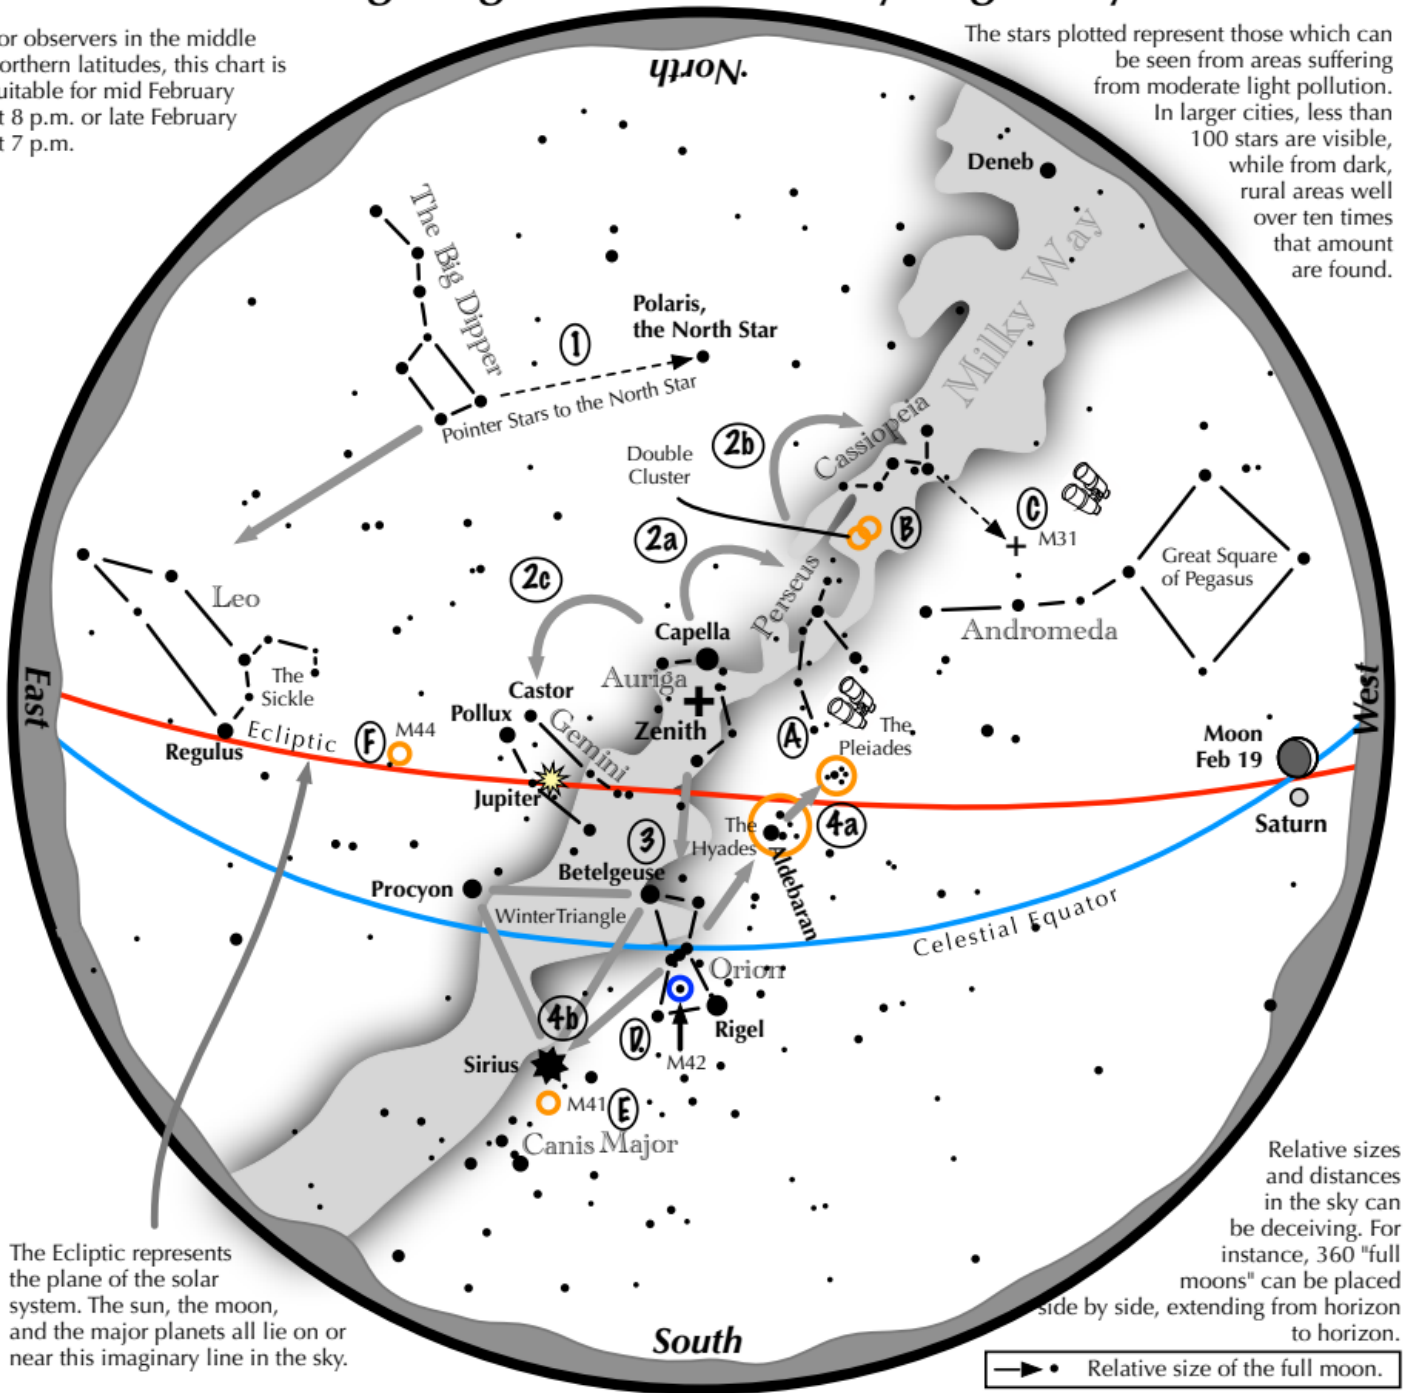 or observers in the middle
orthern latitudes, this chart is
uitable for mid February
t 8 p.m. or late February
t 7 p.m.
The stars plotted represent those which can
be seen from areas suffering
from moderate light pollution.
In larger cities, less than
100 stars are visible,
while from dark,
rural areas well
over ten times
that amount
are found.
North
Deneb
Milky Way
The Big Dipper
Polaris,
the North Star
1
Pointer Stars to the North Star
2b
Cassiopeia
Double
Cluster
B
C
M31
2a
2c
Perseus
Great Square
of Pegasus
Andromeda
Leo
The
Sickle
Capella
Auriga
Zenith
Castor
Pollux
Gemini
East
West
Regulus
Ecliptic
F
M44
A
The
Pleiades
Moon
Feb 19
Jupiter
Saturn
3
The
Hyades
4a
Aldebaran
Betelgeuse
Procyon
WinterTriangle
Celestial Equator
Orion
4b
D
Rigel
Sirius
M42
M41
E
Canis Major
The Ecliptic represents
the plane of the solar
system. The sun, the moon,
and the major planets all lie on or
near this imaginary line in the sky.
South
Relative sizes
and distances
in the sky can
be deceiving. For
instance, 360 "full
moons" can be placed
side by side, extending from horizon
to horizon.
Relative size of the full moon.